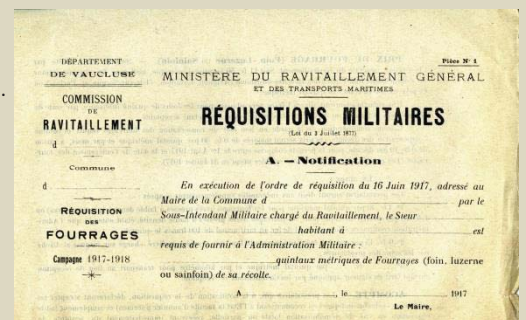 DÉPARTEMENT
DE VAUCLUSE
COMMISSION
DE
RAVITAILLEMENT
d
Commune
d
RÉQUISITION
DES
FOURRAGES
Campagne 1917-1918
Pièce N° 1
MINISTÈRE DU RAVITAILLEMENT GÉNÉRAL
ET DES TRANSPORTS MARITIMES
RÉQUISITIONS MILITAIRES
(Loi du 3 Juillet 1877)
A. — Notification
En exécution de l'ordre de réquisition du 16 Juin 1917, adressé au
Maire de la Commune d par le
Sous-Intendant Militaire chargé du Ravitaillement, le Sieur
habitant à est
requis de fournir à l'Administration Militaire :
quintaux métriques de Fourrages (foin, luzerne
ou sainfoin) de sa récolte.
A , le 1917
Le Maire,